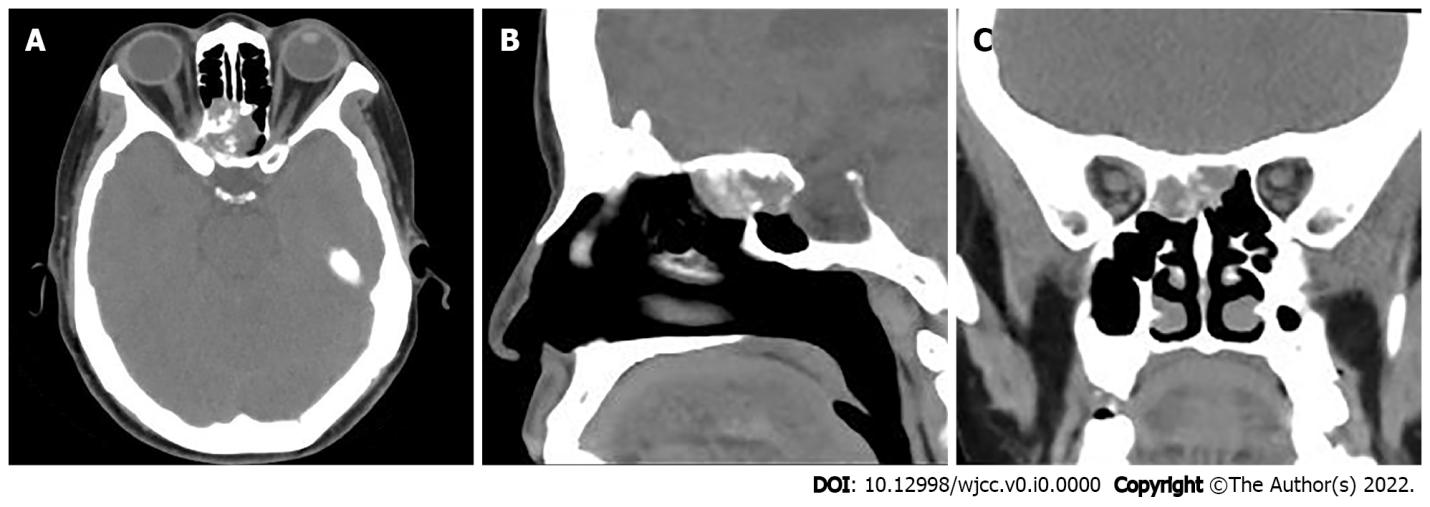 A
B
C
DOI: 10.12998/wjcc.v0.i0.0000 Copyright ©The Author(s) 2022.